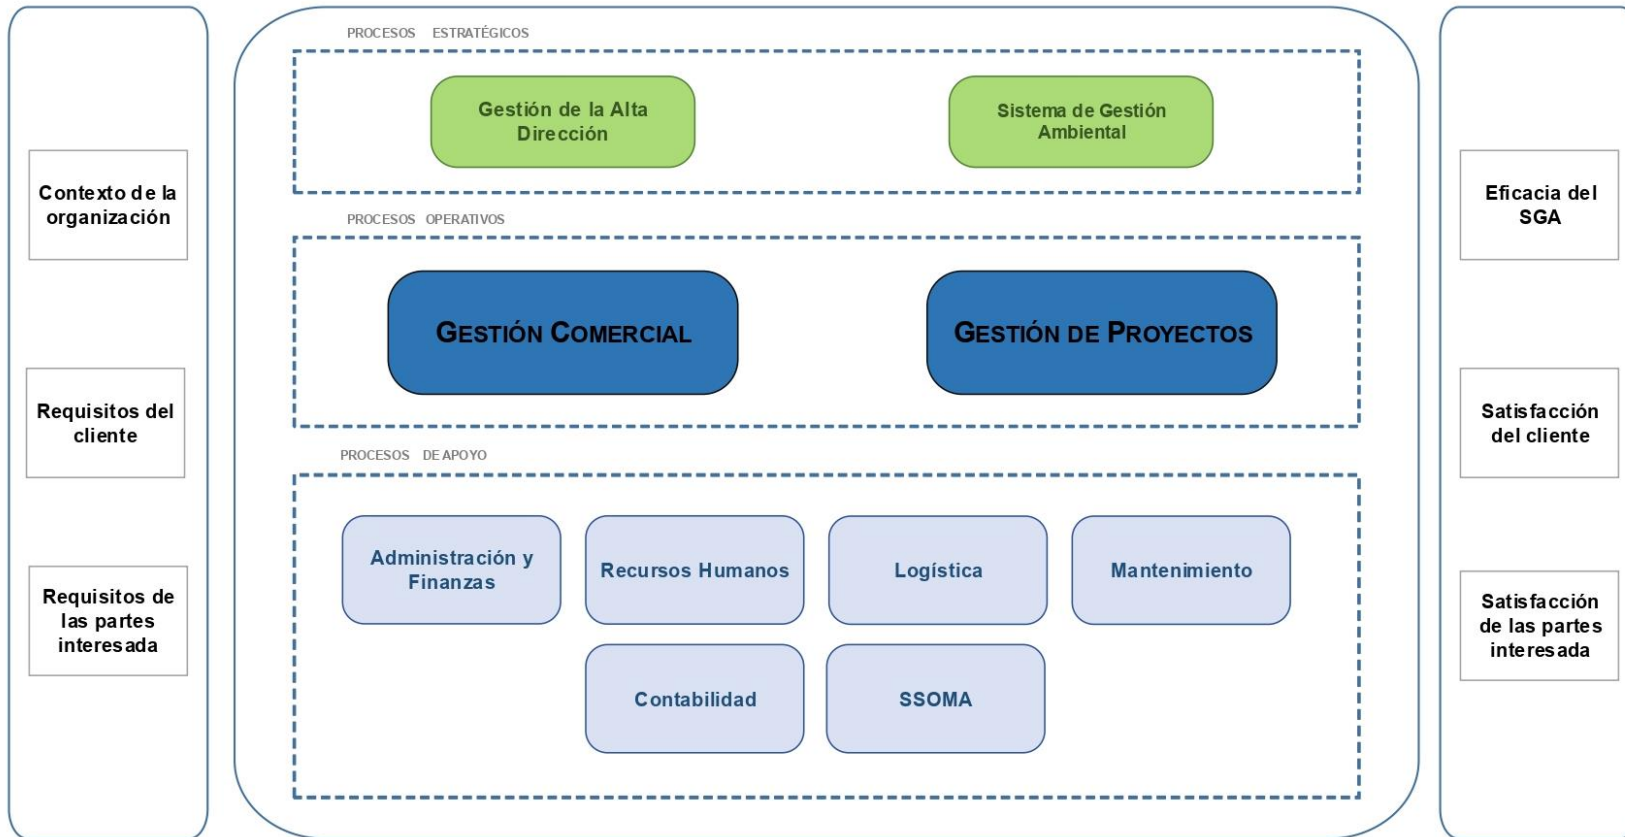 PROCESOS ESTRATÉGICOS
Gestión de la Alta
Dirección
Sistema de Gestión
Ambiental
Contexto de la
organización
Requisitos del
cliente
Requisitos de
las partes
interesada
PROCESOS OPERATIVOS
GESTIÓN COMERCIAL
GESTIÓN DE PROYECTOS
PROCESOS DE APOYO
Administración y
Finanzas
Recursos Humanos
Logística
Mantenimiento
Contabilidad
SSOMA
Eficacia del
SGA
Satisfacción
del cliente
Satisfacción
de las partes
interesada